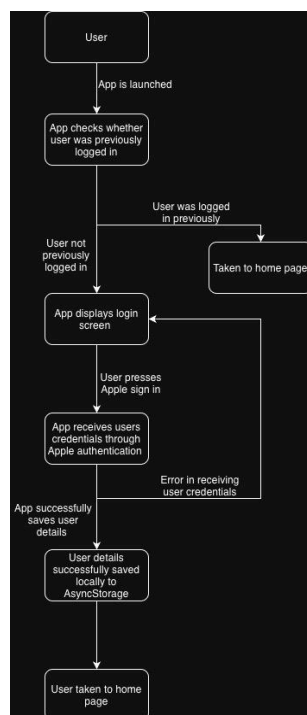 User
App is launched
App checks whether
user was previously
logged in
User was logged
in previously
User not
previously
logged in
Taken to home page
App displays login
screen
User presses
Apple sign in
App receives users
credentials through
Apple authentication
Error in receiving
user credentials
App successfully
saves user
details
User details
successfully saved
locally to
AsyncStorage
User taken to home
page